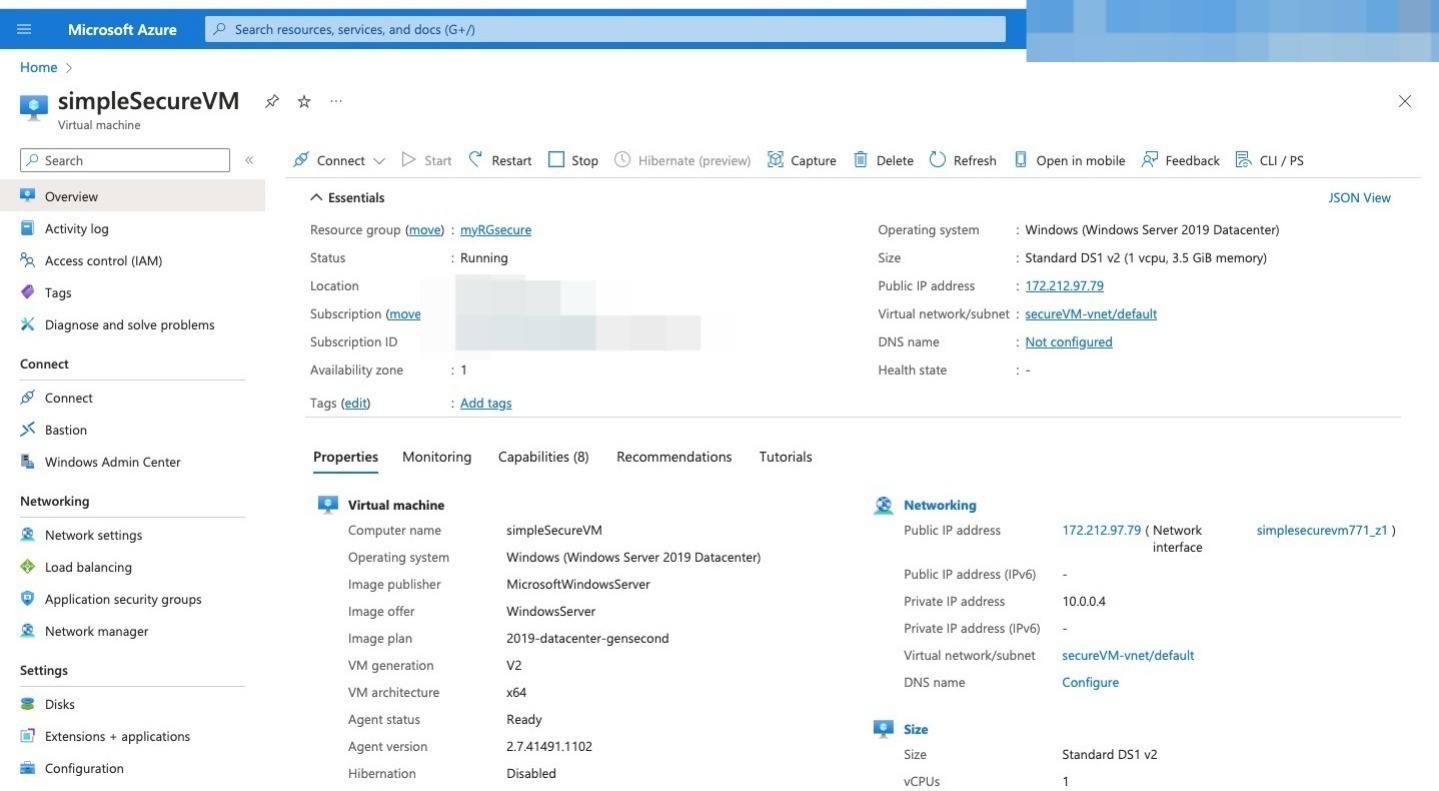 Microsoft Azure
Search resources, services, and docs (G+/)
Home
simpleSecureVM
Virtual machine
Search
Overview
Activity log
Access control (IAM)
Tags
Diagnose and solve problems
Connect
Connect
Bastion
Windows Admin Center
Networking
Network settings
Load balancing
Application security groups
Network manager
Settings
Disks
Extensions + applications
Configuration
Connect Start Restart Stop Hibernate (preview) Capture Delete Refresh Open in mobile Feedback CLI / PS
Essentials
JSON View
Resource group (move) : myRGsecure
Status : Running
Location
Subscription (move
Subscription ID
Availability zone : 1
Tags (edit) : Add tags
Operating system : Windows (Windows Server 2019 Datacenter)
Size : Standard DS1 v2 (1 vcpu, 3.5 GiB memory)
Public IP address : 172.212.97.79
Virtual network/subnet : secureVM-vnet/default
DNS name : Not configured
Health state : -
Properties Monitoring Capabilities (8) Recommendations Tutorials
Virtual machine
Computer name simpleSecureVM
Operating system Windows (Windows Server 2019 Datacenter)
Image publisher MicrosoftWindowsServer
Image offer WindowsServer
Image plan 2019-datacenter-gensecond
VM generation V2
VM architecture x64
Agent status Ready
Agent version 2.7.41491.1102
Hibernation Disabled
Networking
Public IP address 172.212.97.79 ( Network interface simplesecurevm771_z1 )
Public IP address (IPv6) -
Private IP address 10.0.0.4
Private IP address (IPv6) -
Virtual network/subnet secureVM-vnet/default
DNS name Configure
Size
Size Standard DS1 v2
vCPUs 1